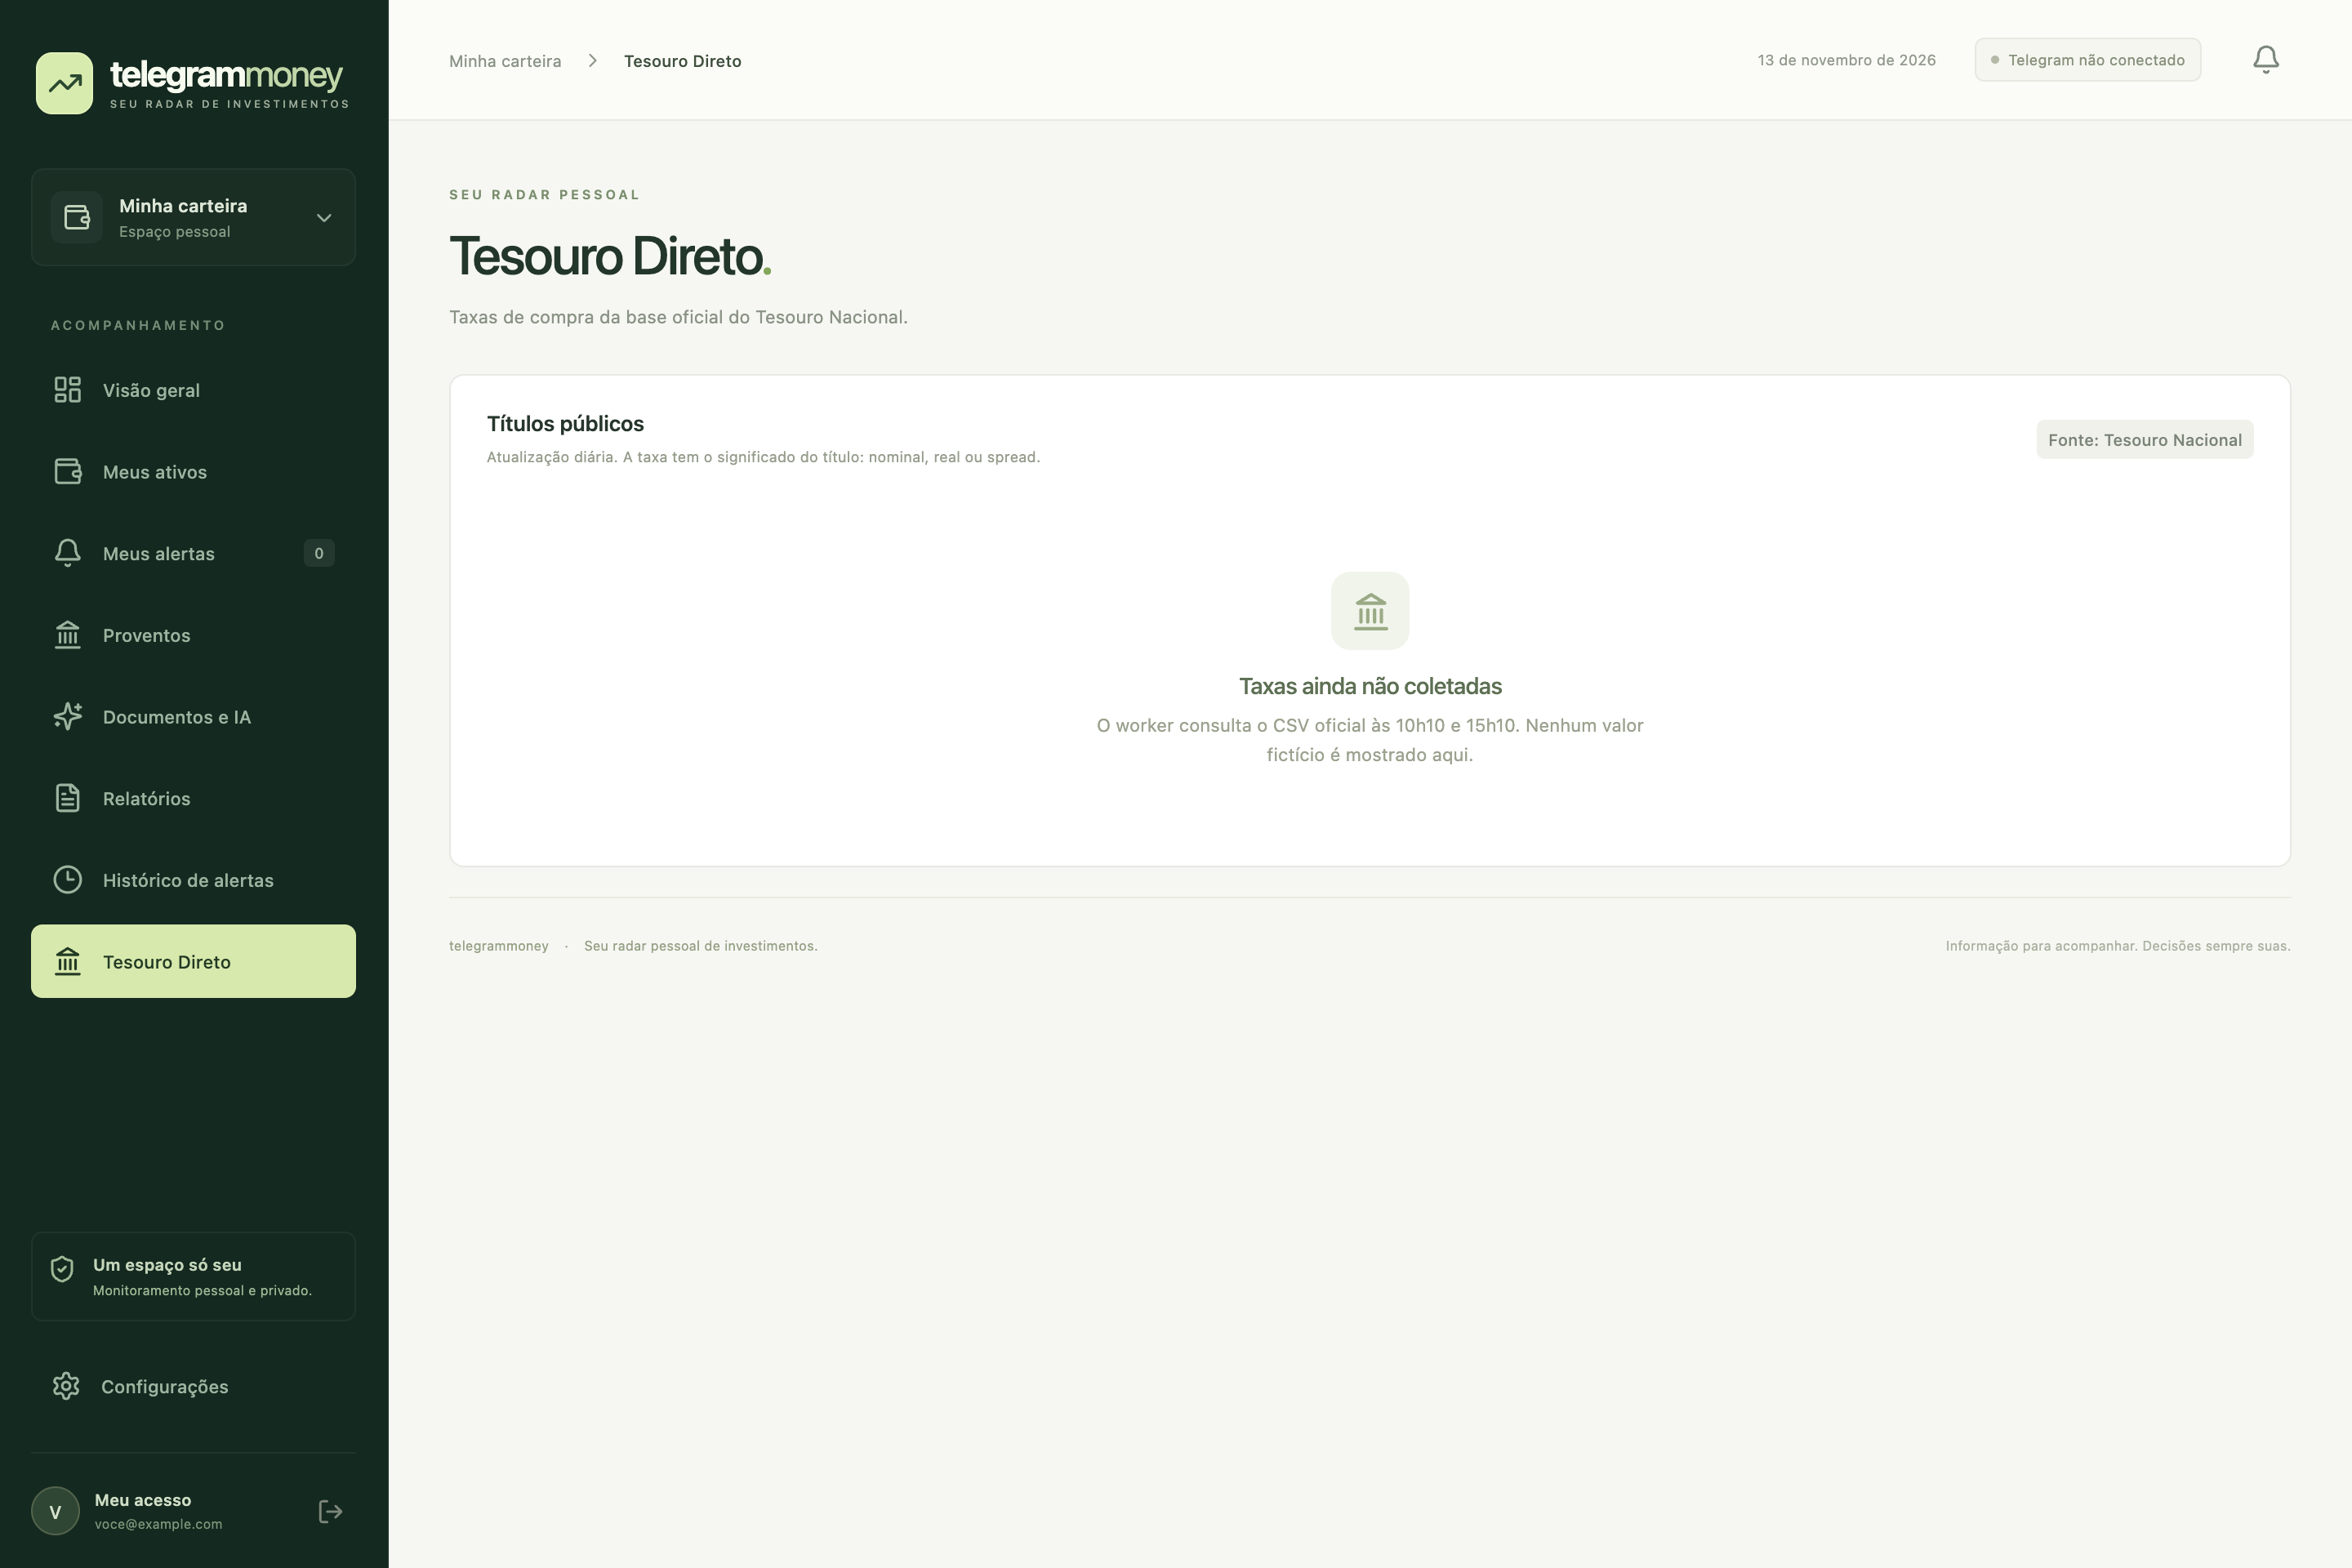 telegrammoney
SEU RADAR DE INVESTIMENTOS
Minha carteira
Espaço pessoal
ACOMPANHAMENTO
Visão geral
Meus ativos
Meus alertas 0
Proventos
Documentos e IA
Relatórios
Histórico de alertas
Tesouro Direto
Um espaço só seu
Monitoramento pessoal e privado.
Configurações
V
Meu acesso
voce@example.com
Minha carteira > Tesouro Direto
13 de novembro de 2026
Telegram não conectado
SEU RADAR PESSOAL
Tesouro Direto.
Taxas de compra da base oficial do Tesouro Nacional.
Títulos públicos
Atualização diária. A taxa tem o significado do título: nominal, real ou spread.
Fonte: Tesouro Nacional
Taxas ainda não coletadas
O worker consulta o CSV oficial às 10h10 e 15h10. Nenhum valor
fictício é mostrado aqui.
telegrammoney · Seu radar pessoal de investimentos.
Informação para acompanhar. Decisões sempre suas.